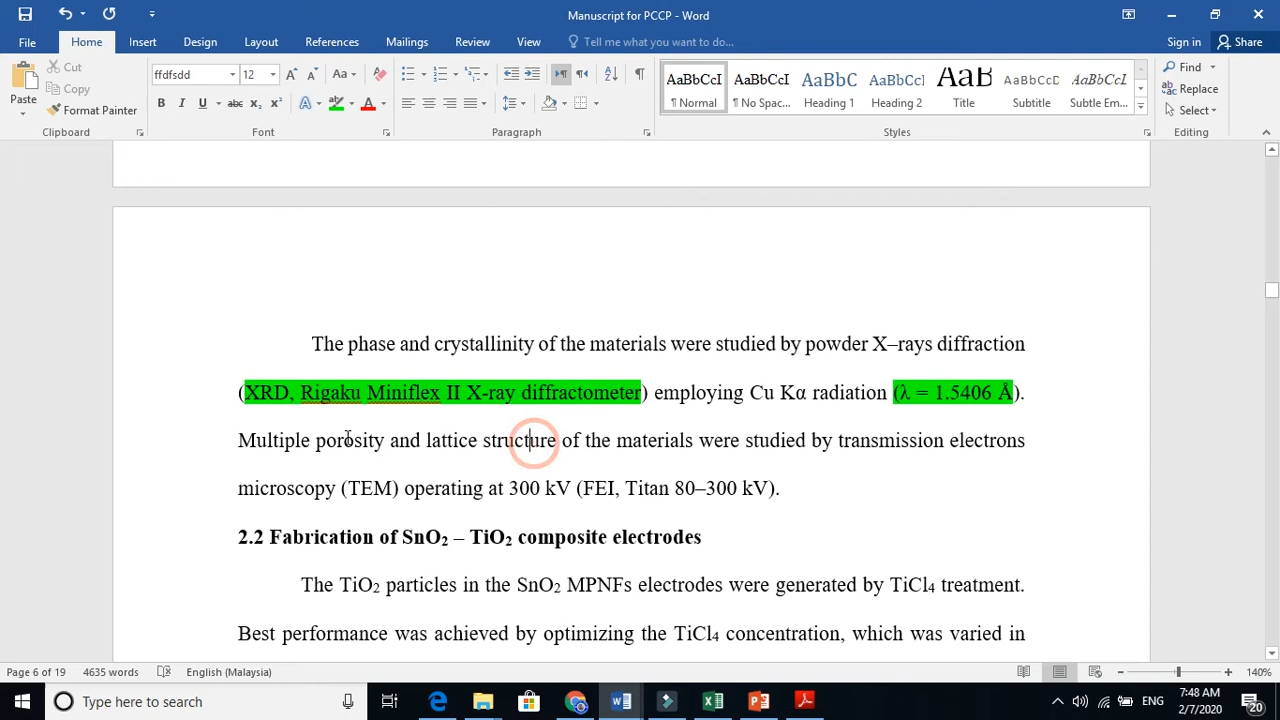 Manuscript for PCCP - Word
File Home Insert Design Layout References Mailings Review View Tell me what you want to do... Sign in Share
Paste Cut Copy Format Painter
ffdfsdd 12 Aa
B I U abc x₂ x² A A
AaBbCcI AaBbCcI AaBbC AaBbCcI AaB AaBbCcI AaBbCcI
¶ Normal ¶ No Spac... Heading 1 Heading 2 Title Subtitle Subtle Em...
Find Replace Select
Clipboard Font Paragraph Styles Editing
The phase and crystallinity of the materials were studied by powder X–rays diffraction
(XRD, Rigaku Miniflex II X-ray diffractometer) employing Cu Kα radiation (λ = 1.5406 Å).
Multiple porosity and lattice structure of the materials were studied by transmission electrons
microscopy (TEM) operating at 300 kV (FEI, Titan 80–300 kV).
2.2 Fabrication of SnO₂ – TiO₂ composite electrodes
The TiO₂ particles in the SnO₂ MPNFs electrodes were generated by TiCl₄ treatment.
Best performance was achieved by optimizing the TiCl₄ concentration, which was varied in
Page 6 of 19 4635 words English (Malaysia) 140%
Type here to search ENG 7:48 AM 2/7/2020 20